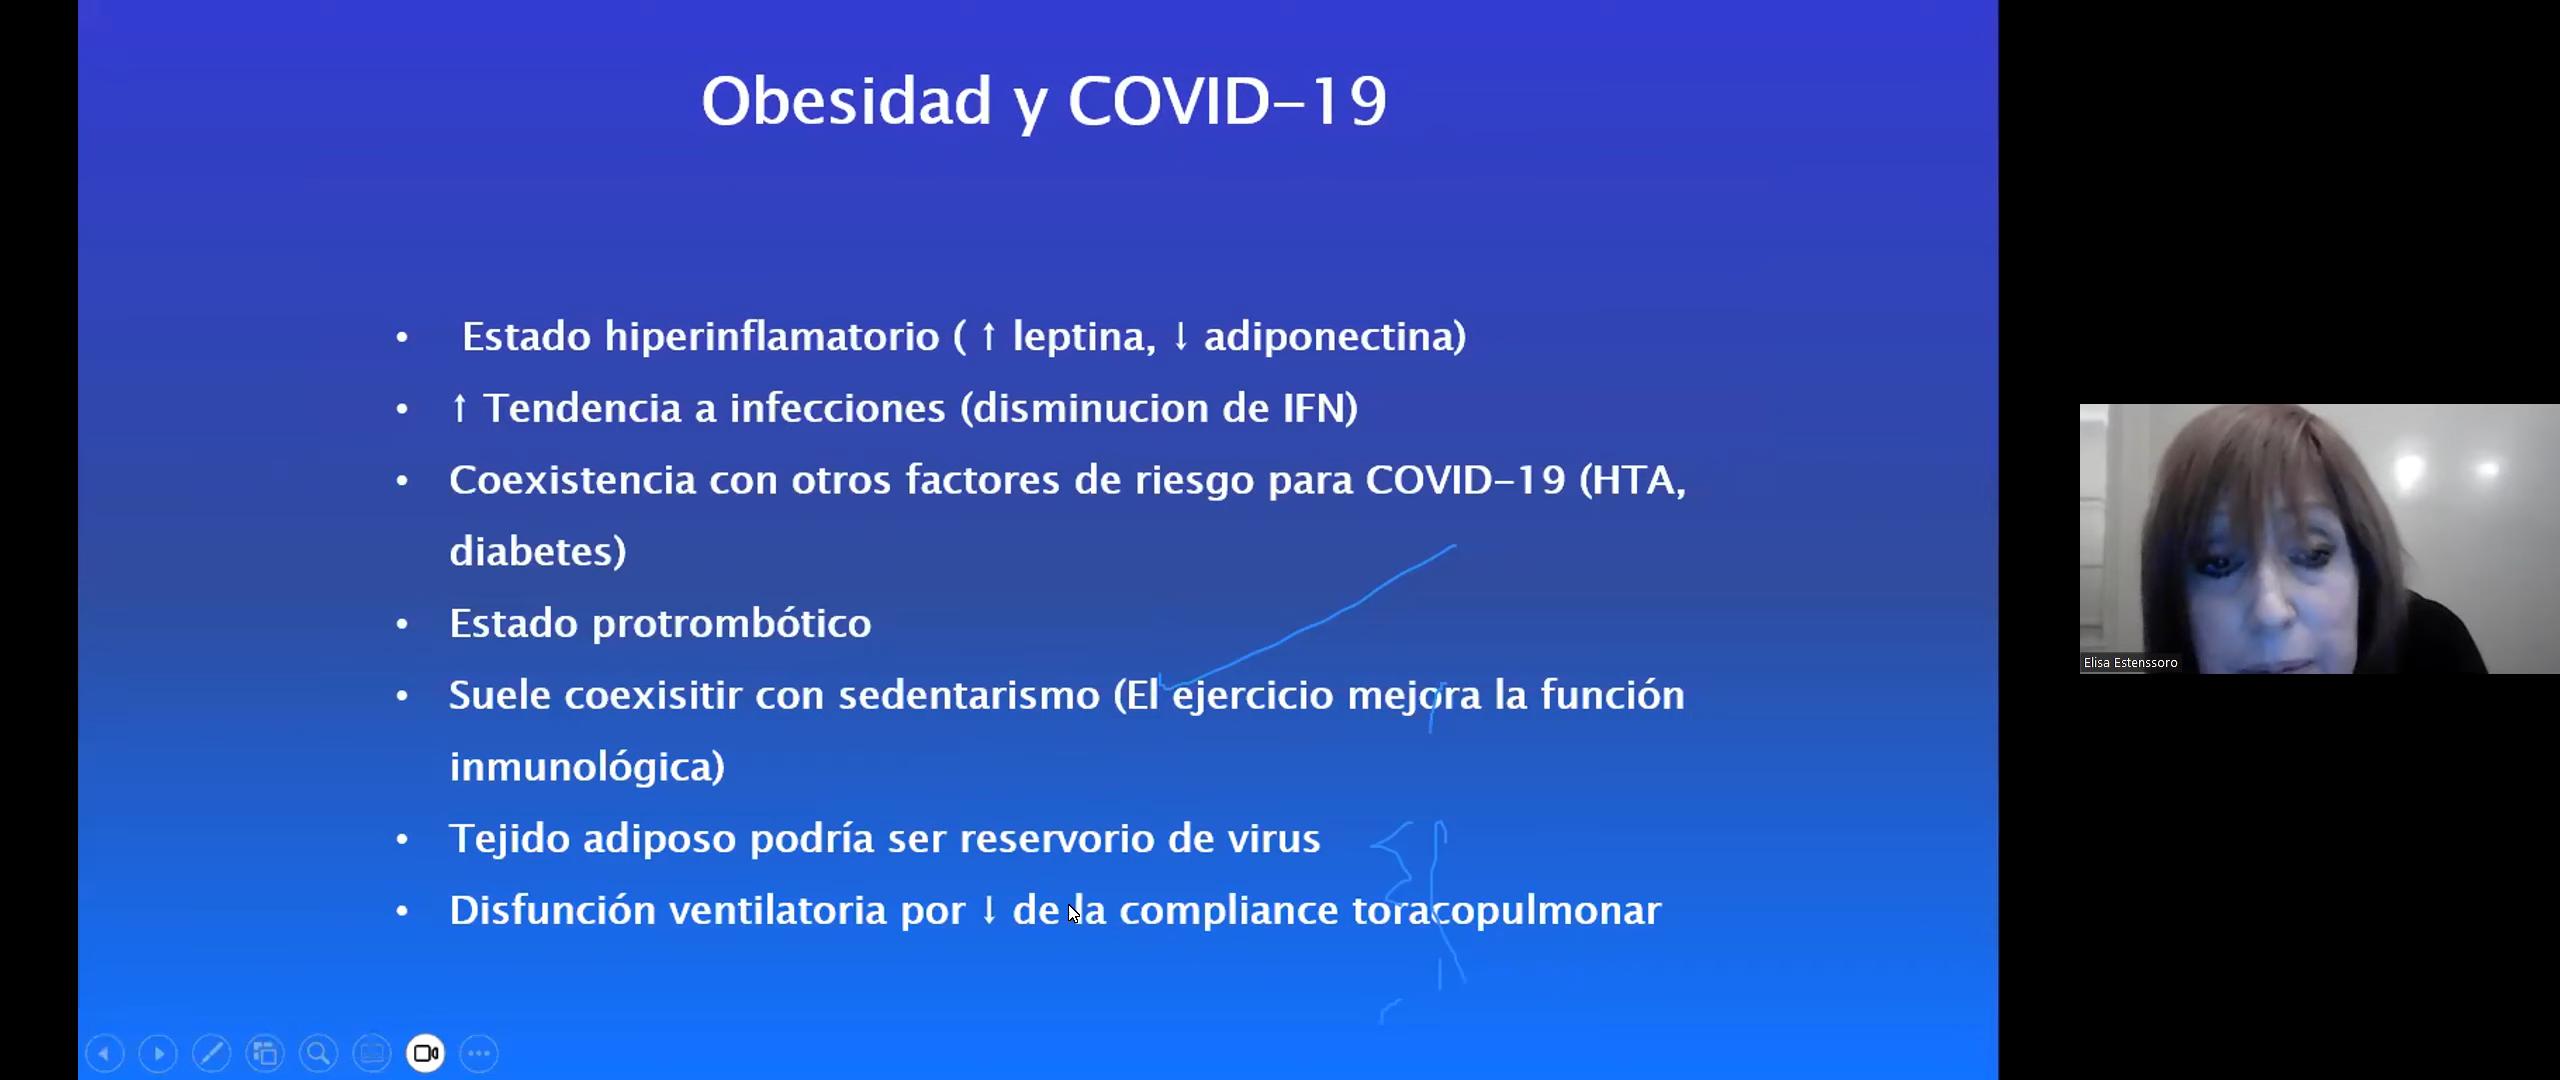 Obesidad y COVID-19
• Estado hiperinflamatorio ( ↑ leptina, ↓ adiponectina)
• ↑ Tendencia a infecciones (disminucion de IFN)
• Coexistencia con otros factores de riesgo para COVID-19 (HTA,
diabetes)
• Estado protrombótico
• Suele coexisitir con sedentarismo (El ejercicio mejora la función
inmunológica)
• Tejido adiposo podría ser reservorio de virus
• Disfunción ventilatoria por ↓ de la compliance toracopulmonar
Elisa Estenssoro